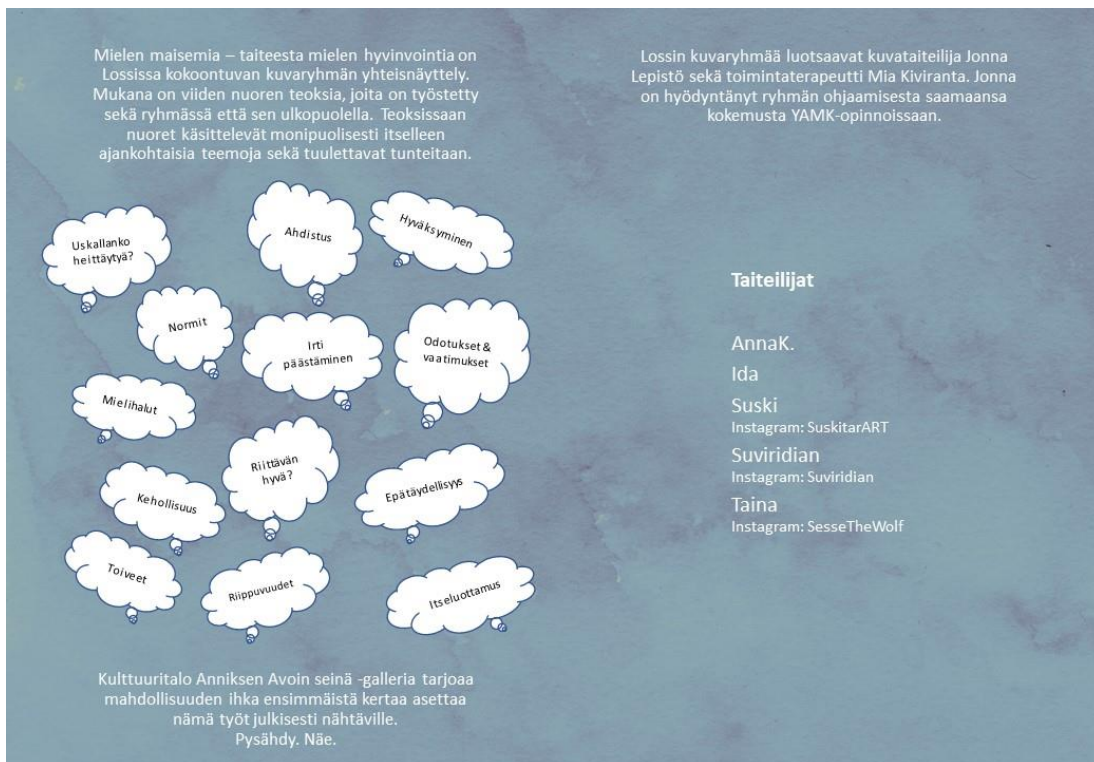 Mielen maisemia – taiteesta mielen hyvinvointia on
Lossissa kokoontuvan kuvaryhmän yhteisnäyttely.
Mukana on viiden nuoren teoksia, joita on työstetty
sekä ryhmässä että sen ulkopuolella. Teoksissaan
nuoret käsittelevät monipuolisesti itselleen
ajankohtaisia teemoja sekä tuulettavat tunteitaan.
Uskallanko
heittäytyä?
Ahdistus
Hyväksyminen
Normit
Irti
päästäminen
Odotukset &
vaatimukset
Mielihalut
Riittävän
hyvä?
Kehollisuus
Epätäydellisyys
Toiveet
Riippuvuudet
Itseluottamus
Kulttuuritalo Anniksen Avoin seinä -galleria tarjoaa
mahdollisuuden ihka ensimmäistä kertaa asettaa
nämä työt julkisesti nähtäville.
Pysähdy. Näe.
Lossin kuvaryhmää luotsaavat kuvataiteilija Jonna
Lepistö sekä toimintaterapeutti Mia Kiviranta. Jonna
on hyödyntänyt ryhmän ohjaamisesta saamaansa
kokemusta YAMK-opinnoissaan.
Taiteilijat
AnnaK.
Ida
Suski
Instagram: SuskitarART
Suviridian
Instagram: Suviridian
Taina
Instagram: SesseTheWolf